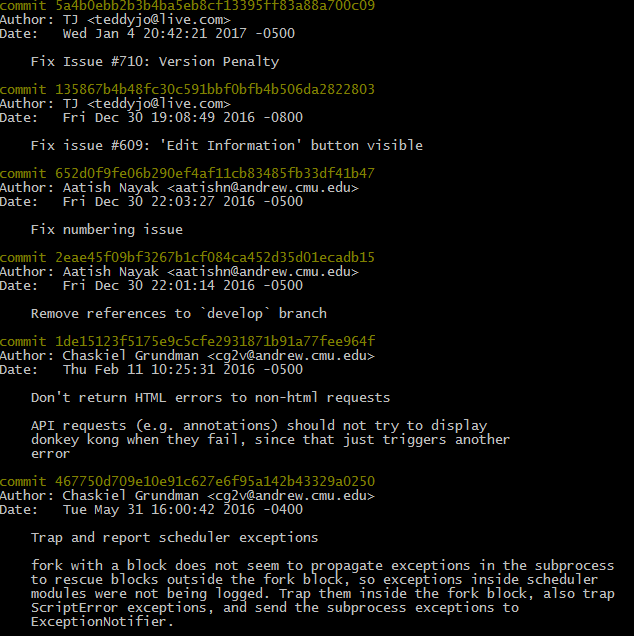 commit 5a4b0ebb2b3b4ba5eb8cf13395ff83a88a700c09
Author: TJ <teddyjo@live.com>
Date:   Wed Jan 4 20:42:21 2017 -0500
Fix Issue #710: Version Penalty
commit 135867b4b48fc30c591bbf0bfb4b506da2822803
Author: TJ <teddyjo@live.com>
Date:   Fri Dec 30 19:08:49 2016 -0800
Fix issue #609: 'Edit Information' button visible
commit 652d0f9fe06b290ef4af11cb83485fb33df41b47
Author: Aatish Nayak <aatishn@andrew.cmu.edu>
Date:   Fri Dec 30 22:03:27 2016 -0500
Fix numbering issue
commit 2eae45f09bf3267b1cf084ca452d35d01ecadb15
Author: Aatish Nayak <aatishn@andrew.cmu.edu>
Date:   Fri Dec 30 22:01:14 2016 -0500
Remove references to `develop` branch
commit 1de15123f5175e9c5cfe2931871b91a77fee964f
Author: Chaskiel Grundman <cg2v@andrew.cmu.edu>
Date:   Thu Feb 11 10:25:31 2016 -0500
Don't return HTML errors to non-html requests
API requests (e.g. annotations) should not try to display
donkey kong when they fail, since that just triggers another
error
commit 467750d709e10e91c627e6f95a142b43329a0250
Author: Chaskiel Grundman <cg2v@andrew.cmu.edu>
Date:   Tue May 31 16:00:42 2016 -0400
Trap and report scheduler exceptions
fork with a block does not seem to propagate exceptions in the subprocess
to rescue blocks outside the fork block, so exceptions inside scheduler
modules were not being logged. Trap them inside the fork block, also trap
ScriptError exceptions, and send the subprocess exceptions to
ExceptionNotifier.